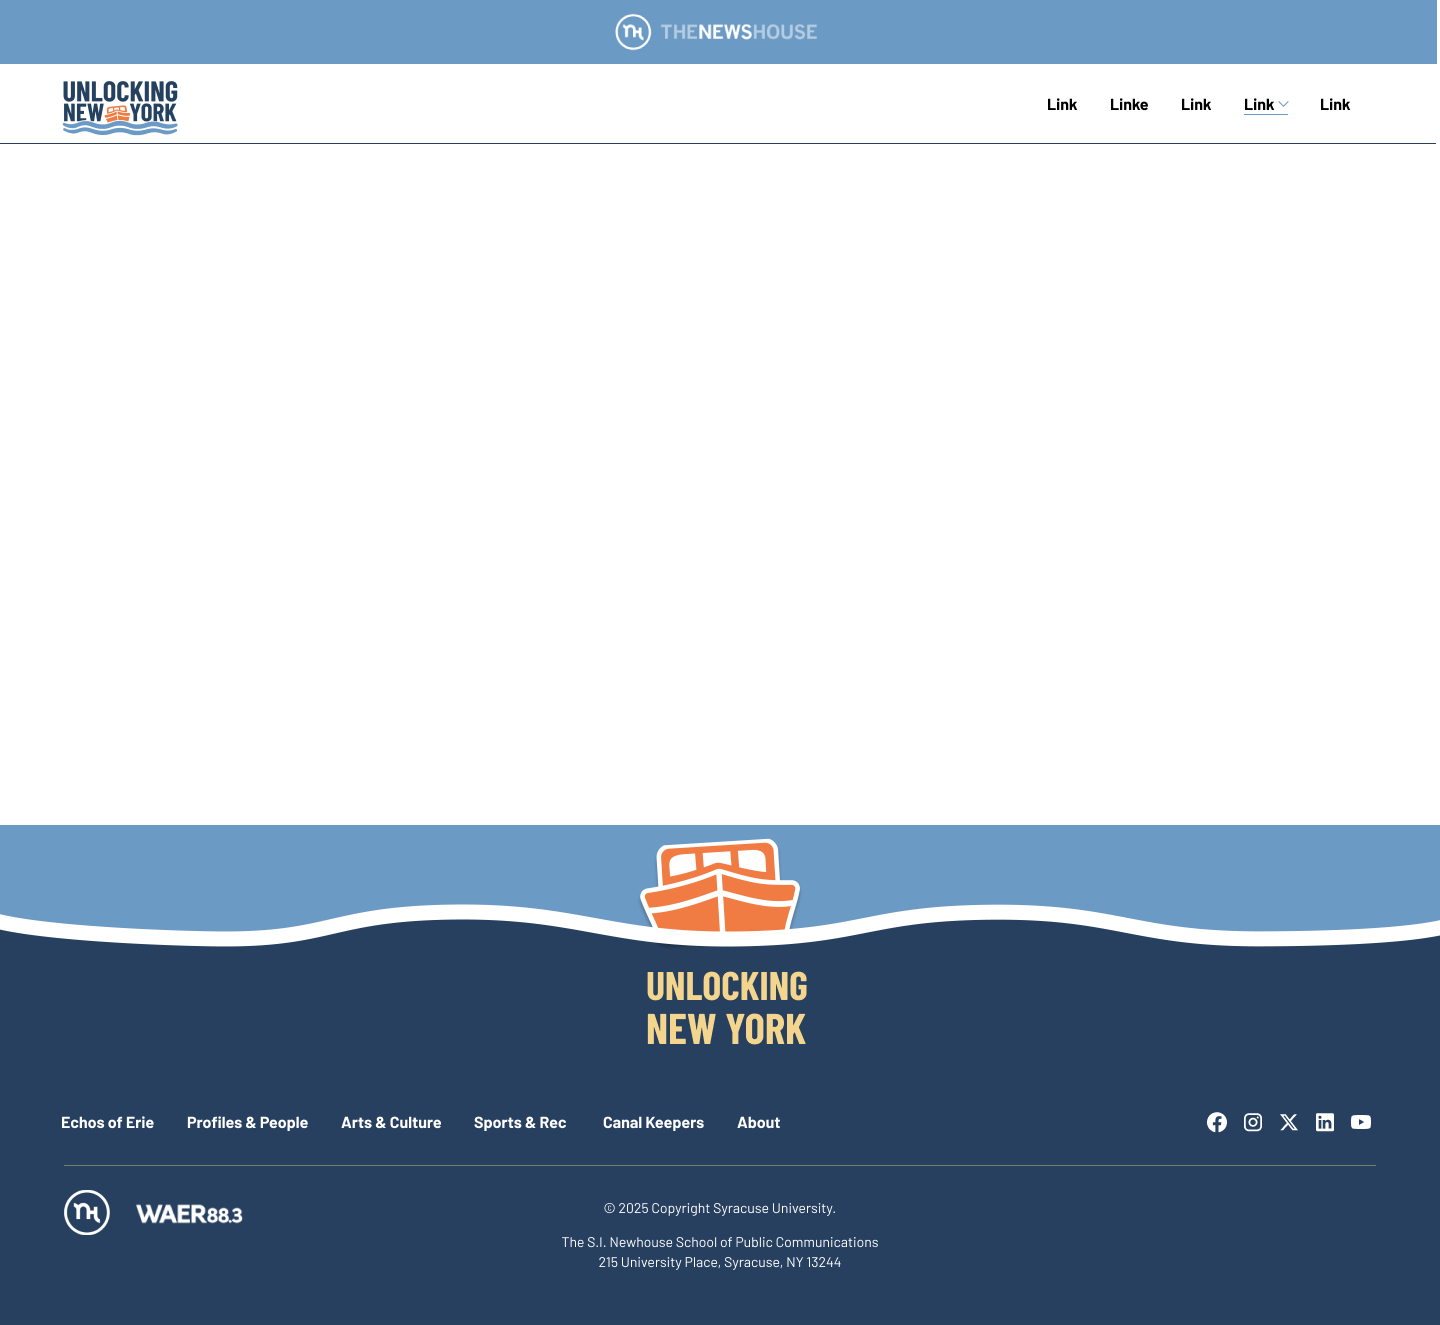 THENEWSHOUSE
UNLOCKING
NEW YORK
Link Linke Link Link Link
UNLOCKING
NEW YORK
Echos of Erie Profiles & People Arts & Culture Sports & Rec Canal Keepers About
WAER88.3
© 2025 Copyright Syracuse University.
The S.I. Newhouse School of Public Communications
215 University Place, Syracuse, NY 13244